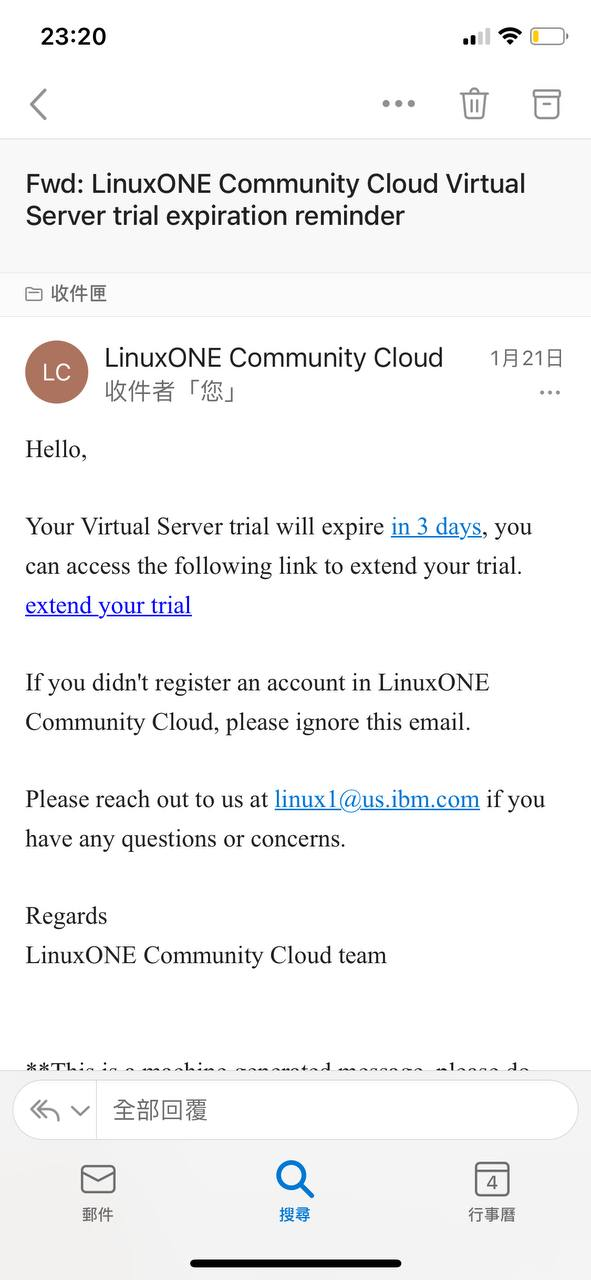 23:20
Fwd: LinuxONE Community Cloud Virtual
Server trial expiration reminder
收件匣
LC
LinuxONE Community Cloud
1月21日
收件者「您」
Hello,
Your Virtual Server trial will expire in 3 days, you
can access the following link to extend your trial.
extend your trial
If you didn't register an account in LinuxONE
Community Cloud, please ignore this email.
Please reach out to us at linux1@us.ibm.com if you
have any questions or concerns.
Regards
LinuxONE Community Cloud team
**This is a machine generated message, please do
全部回覆
郵件
搜尋
4
行事曆